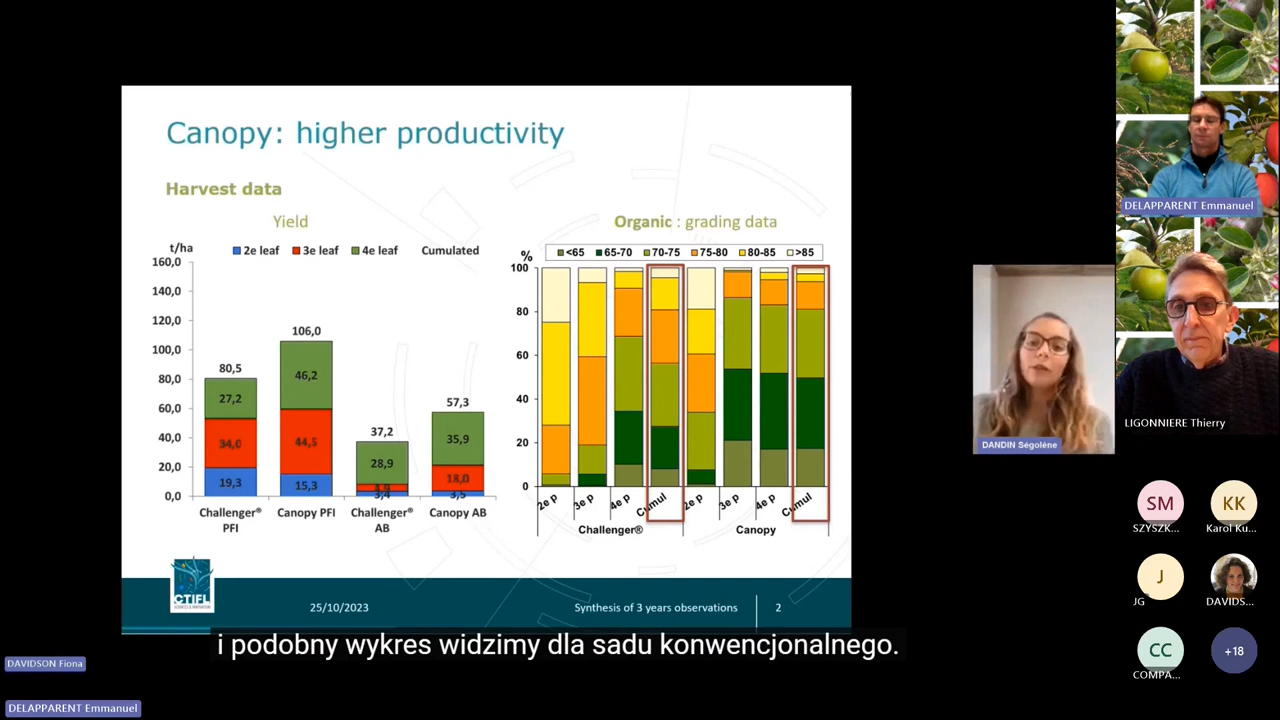 Canopy: higher productivity
Harvest data
Yield
t/ha
2e leaf 3e leaf 4e leaf Cumulated
160,0
140,0
120,0
100,0
80,0
60,0
40,0
20,0
0,0
80,5
27,2
34,0
19,3
106,0
46,2
44,5
15,3
37,2
28,9
3,4
57,3
35,9
18,0
3,5
Challenger® PFI
Canopy PFI
Challenger® AB
Canopy AB
Organic : grading data
%
<65 65-70 70-75 75-80 80-85 >85
100
80
60
40
20
0
2e p 3e p 4e p Cumul 2e p 3e p 4e p Cumul
Challenger® Canopy
CTIFL
25/10/2023
Synthesis of 3 years observations 2
i podobny wykres widzimy dla sadu konwencjonalnego.
DAVIDSON Fiona
DELAPPARENT Emmanuel
DELAPPARENT Emmanuel
DANDIN Ségolène
LIGONNIERE Thierry
SM
SZYSZK...
KK
Karol Ku...
J
JG
DAVIDS...
CC
COMPA...
+18